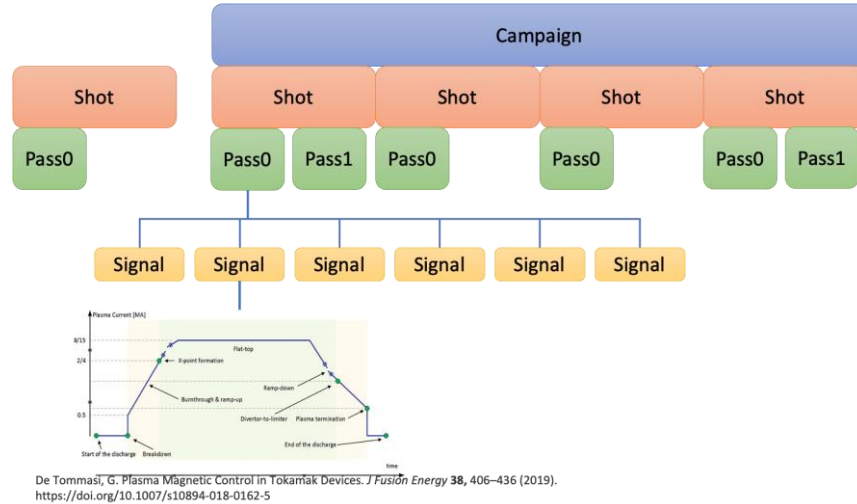 Campaign
Shot
Shot
Shot
Shot
Shot
Pass0
Pass0
Pass1
Pass0
Pass0
Pass0
Pass1
Signal
Signal
Signal
Signal
Signal
Signal
Plasma Current [MA]
8/15
Flat-top
2/4
X-point formation
Ramp-down
Burnthrough & ramp-up
Divertor-to-limiter
Plasma termination
0.5
End of the discharge
Start of the discharge
Breakdown
time
De Tommasi, G. Plasma Magnetic Control in Tokamak Devices. J Fusion Energy 38, 406–436 (2019).
https://doi.org/10.1007/s10894-018-0162-5